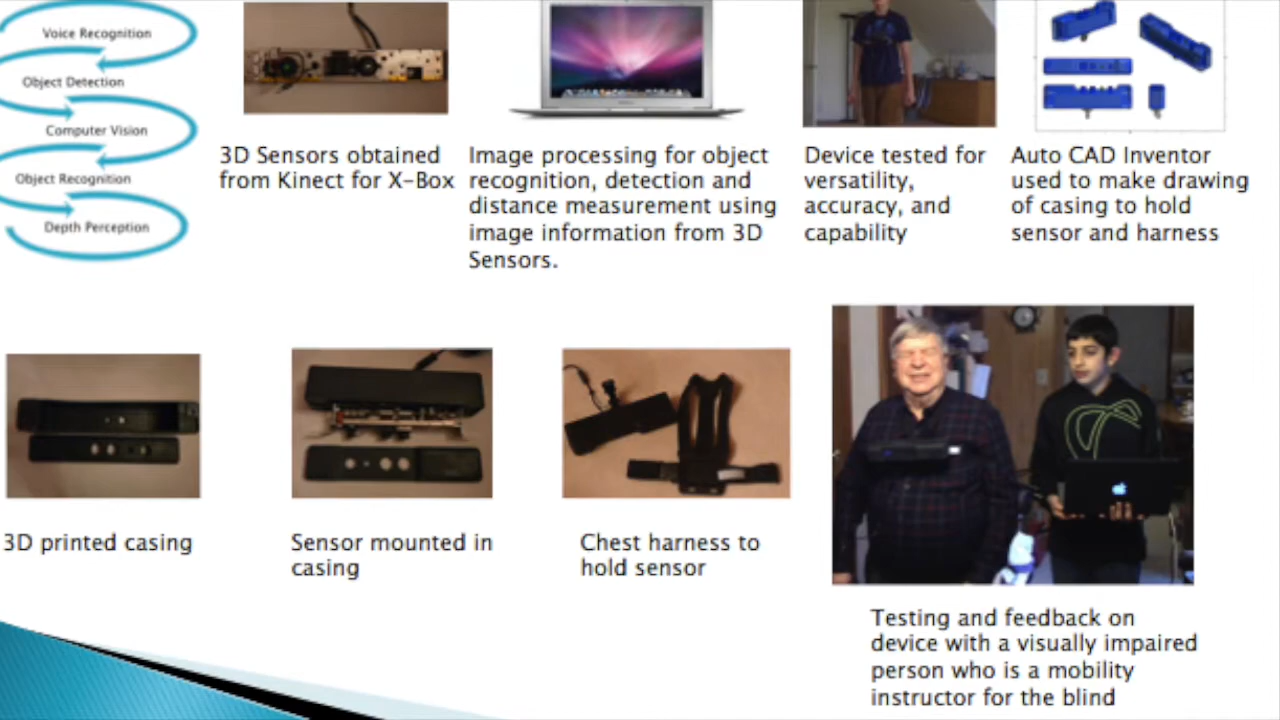 Voice Recognition
Object Detection
Computer Vision
Object Recognition
Depth Perception
3D Sensors obtained
from Kinect for X-Box
Image processing for object
recognition, detection and
distance measurement using
image information from 3D
Sensors.
Device tested for
versatility,
accuracy, and
capability
Auto CAD Inventor
used to make drawing
of casing to hold
sensor and harness
3D printed casing
Sensor mounted in
casing
Chest harness to
hold sensor
Testing and feedback on
device with a visually impaired
person who is a mobility
instructor for the blind